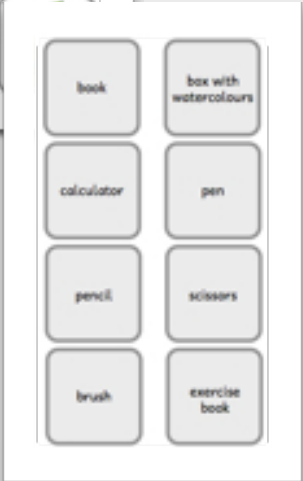 book
box with
watercolours
calculator
pen
pencil
scissors
brush
exercise
book